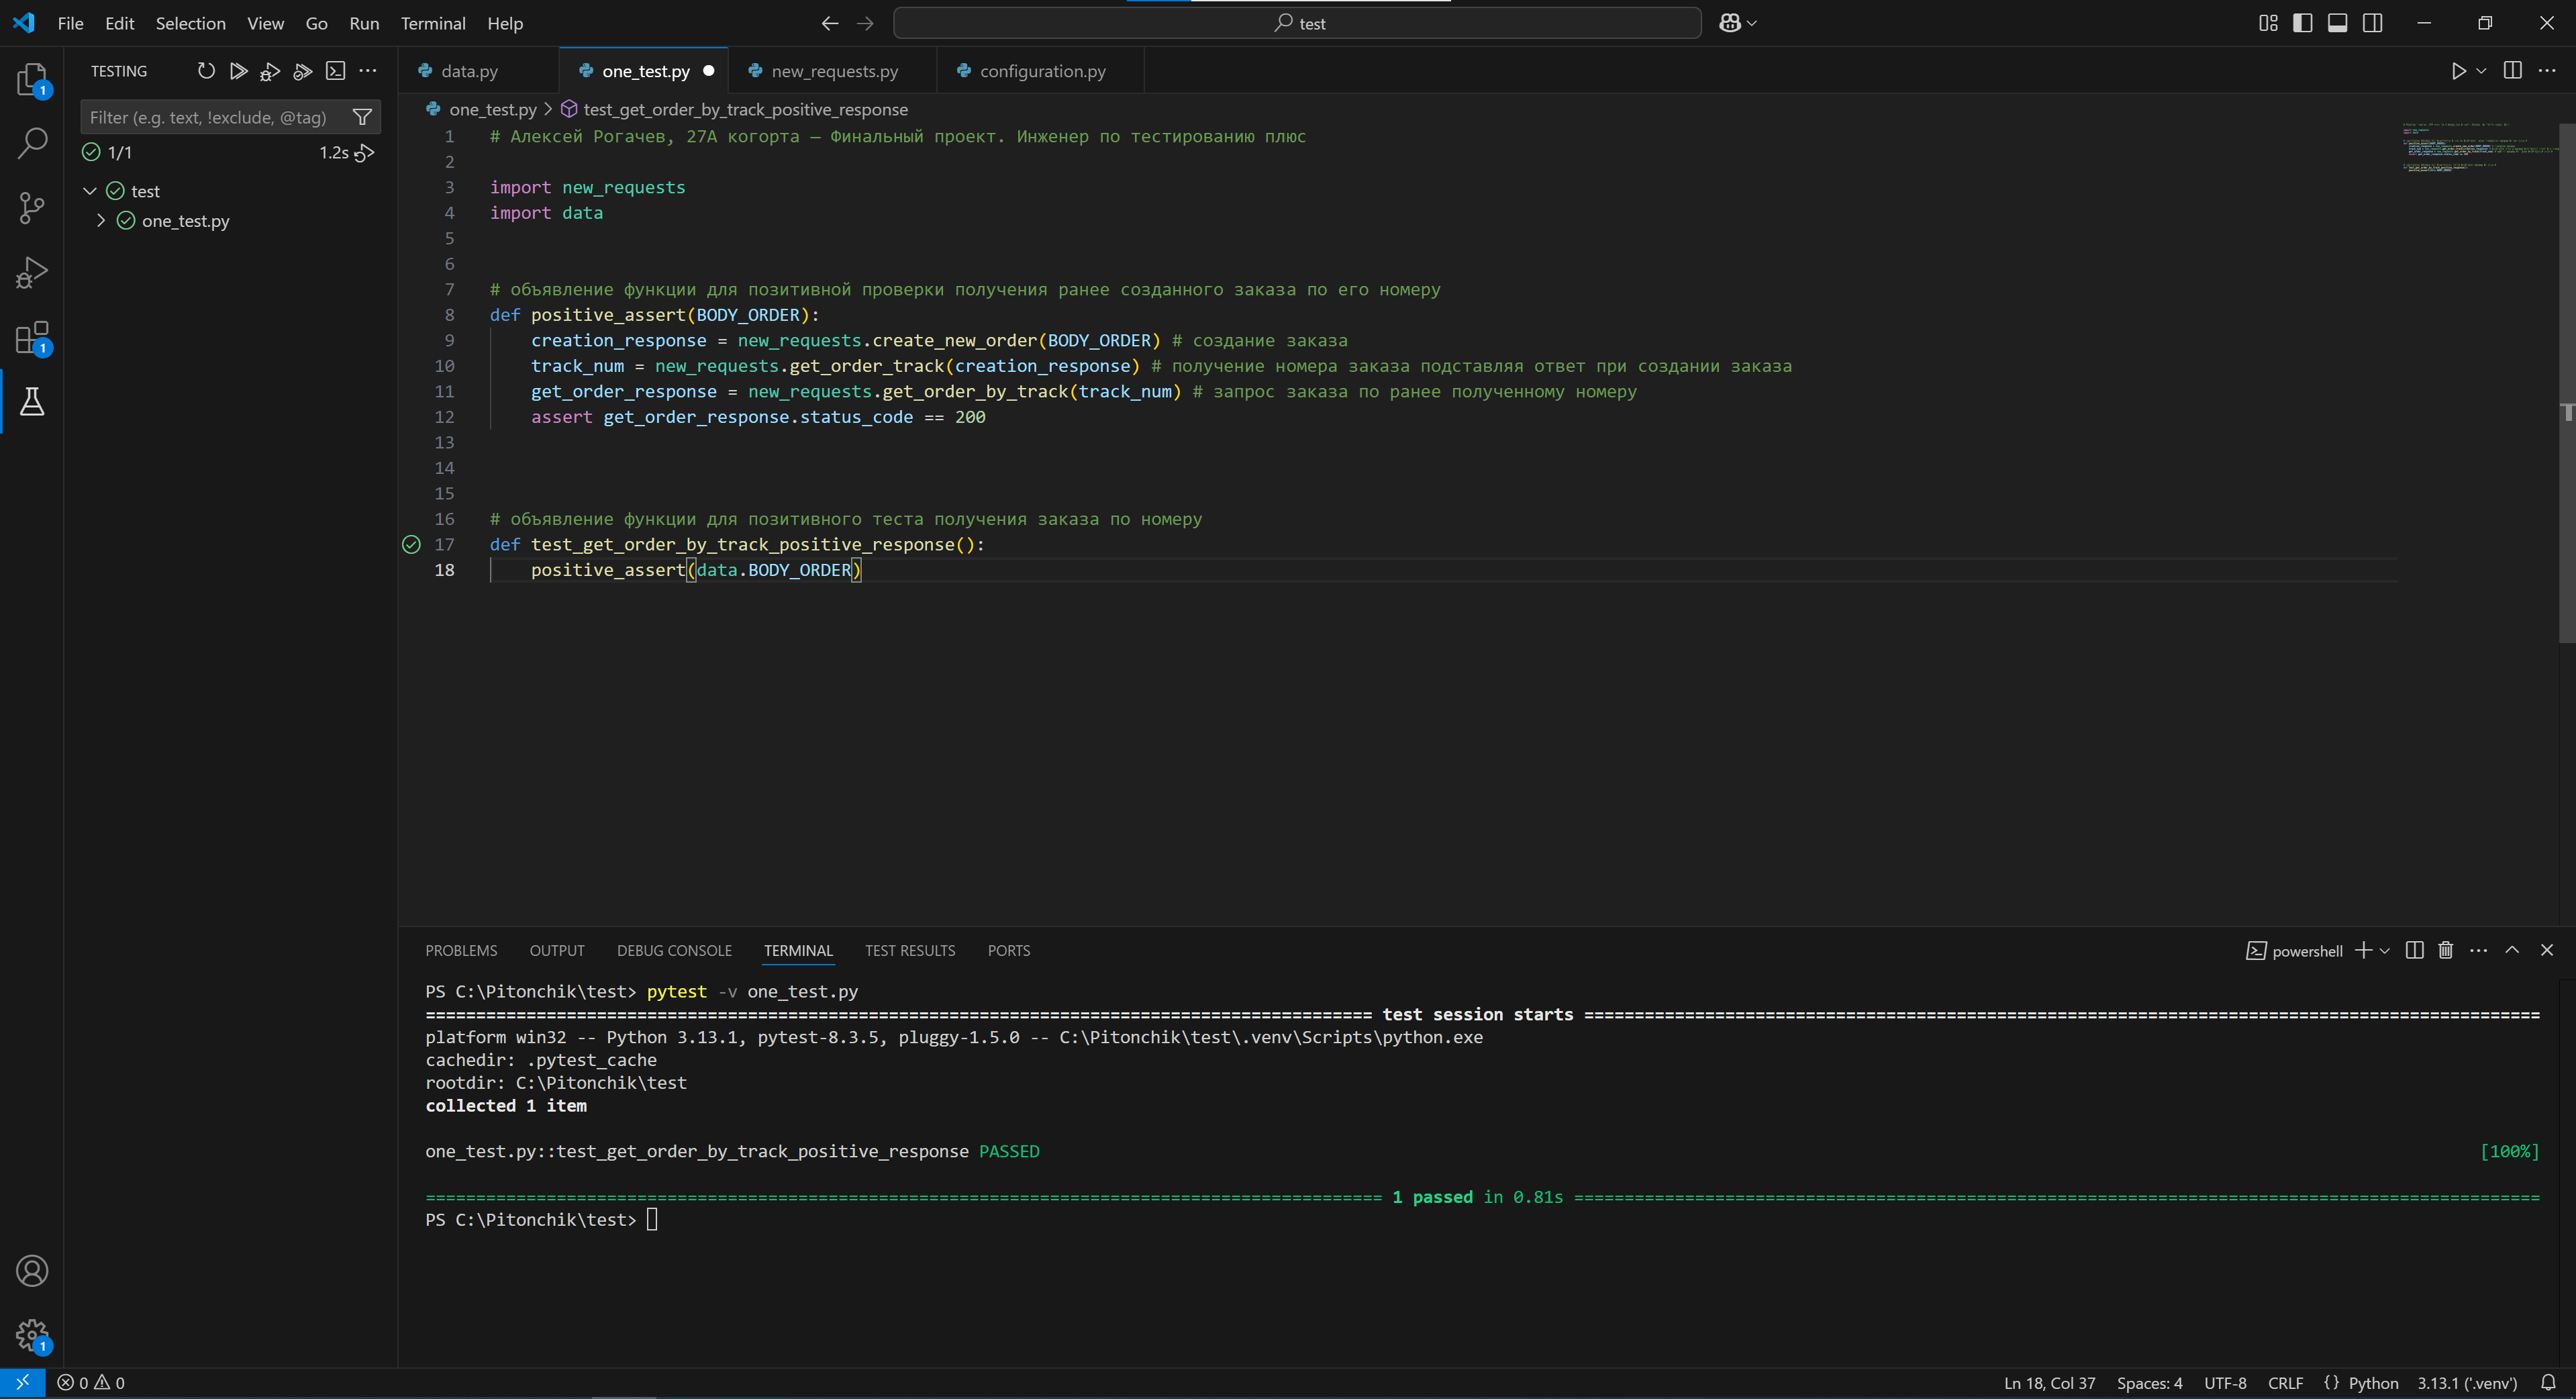 File Edit Selection View Go Run Terminal Help
test
TESTING
data.py
one_test.py
new_requests.py
configuration.py
Filter (e.g. text, !exclude, @tag)
1/1
1.2s
test
one_test.py
one_test.py > test_get_order_by_track_positive_response
1 # Алексей Рогачев, 27А когорта — Финальный проект. Инженер по тестированию плюс
2
3 import new_requests
4 import data
5
6
7 # объявление функции для позитивной проверки получения ранее созданного заказа по его номеру
8 def positive_assert(BODY_ORDER):
9 creation_response = new_requests.create_new_order(BODY_ORDER) # создание заказа
10 track_num = new_requests.get_order_track(creation_response) # получение номера заказа подставляя ответ при создании заказа
11 get_order_response = new_requests.get_order_by_track(track_num) # запрос заказа по ранее полученному номеру
12 assert get_order_response.status_code == 200
13
14
15
16 # объявление функции для позитивного теста получения заказа по номеру
17 def test_get_order_by_track_positive_response():
18 positive_assert(data.BODY_ORDER)
PROBLEMS OUTPUT DEBUG CONSOLE TERMINAL TEST RESULTS PORTS
powershell
PS C:\Pitonchik\test> pytest -v one_test.py
test session starts
platform win32 -- Python 3.13.1, pytest-8.3.5, pluggy-1.5.0 -- C:\Pitonchik\test\.venv\Scripts\python.exe
cachedir: .pytest_cache
rootdir: C:\Pitonchik\test
collected 1 item
one_test.py::test_get_order_by_track_positive_response PASSED [100%]
1 passed in 0.81s
PS C:\Pitonchik\test>
1
1
1
0 0
Ln 18, Col 37 Spaces: 4 UTF-8 CRLF {} Python 3.13.1 ('.venv')